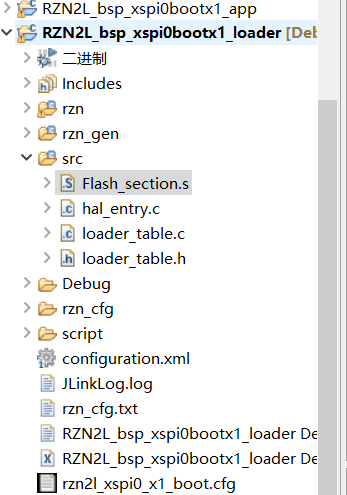 RZN2L_bsp_xspi0bootx1_app
RZN2L_bsp_xspi0bootx1_loader [Deb
二进制
Includes
rzn
rzn_gen
src
Flash_section.s
hal_entry.c
loader_table.c
loader_table.h
Debug
rzn_cfg
script
configuration.xml
JLinkLog.log
rzn_cfg.txt
RZN2L_bsp_xspi0bootx1_loader De
RZN2L_bsp_xspi0bootx1_loader De
rzn2l_xspi0_x1_boot.cfg